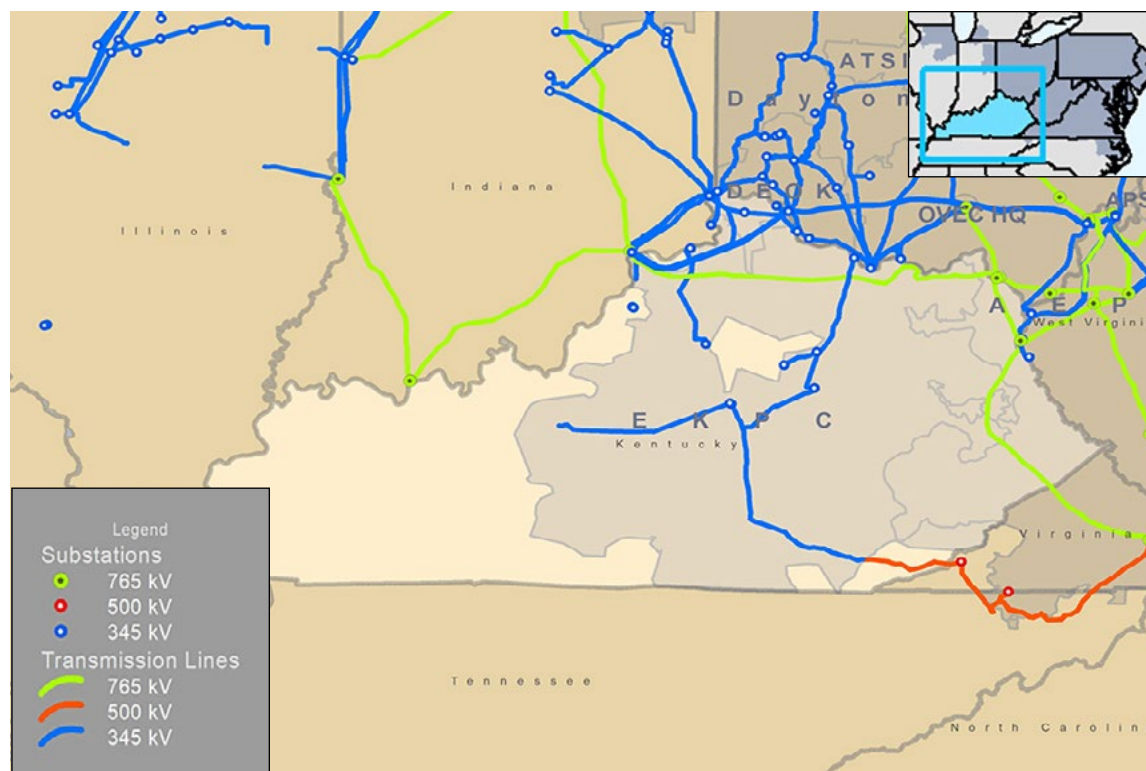 ATSI
Dayton
Indiana
DEOK
OVEC HQ
APS
Illinois
AEP
West Virginia
EKPC
Kentucky
Legend
Substations
765 kV
500 kV
345 kV
Transmission Lines
765 kV
500 kV
345 kV
Virginia
Tennessee
North Carolin